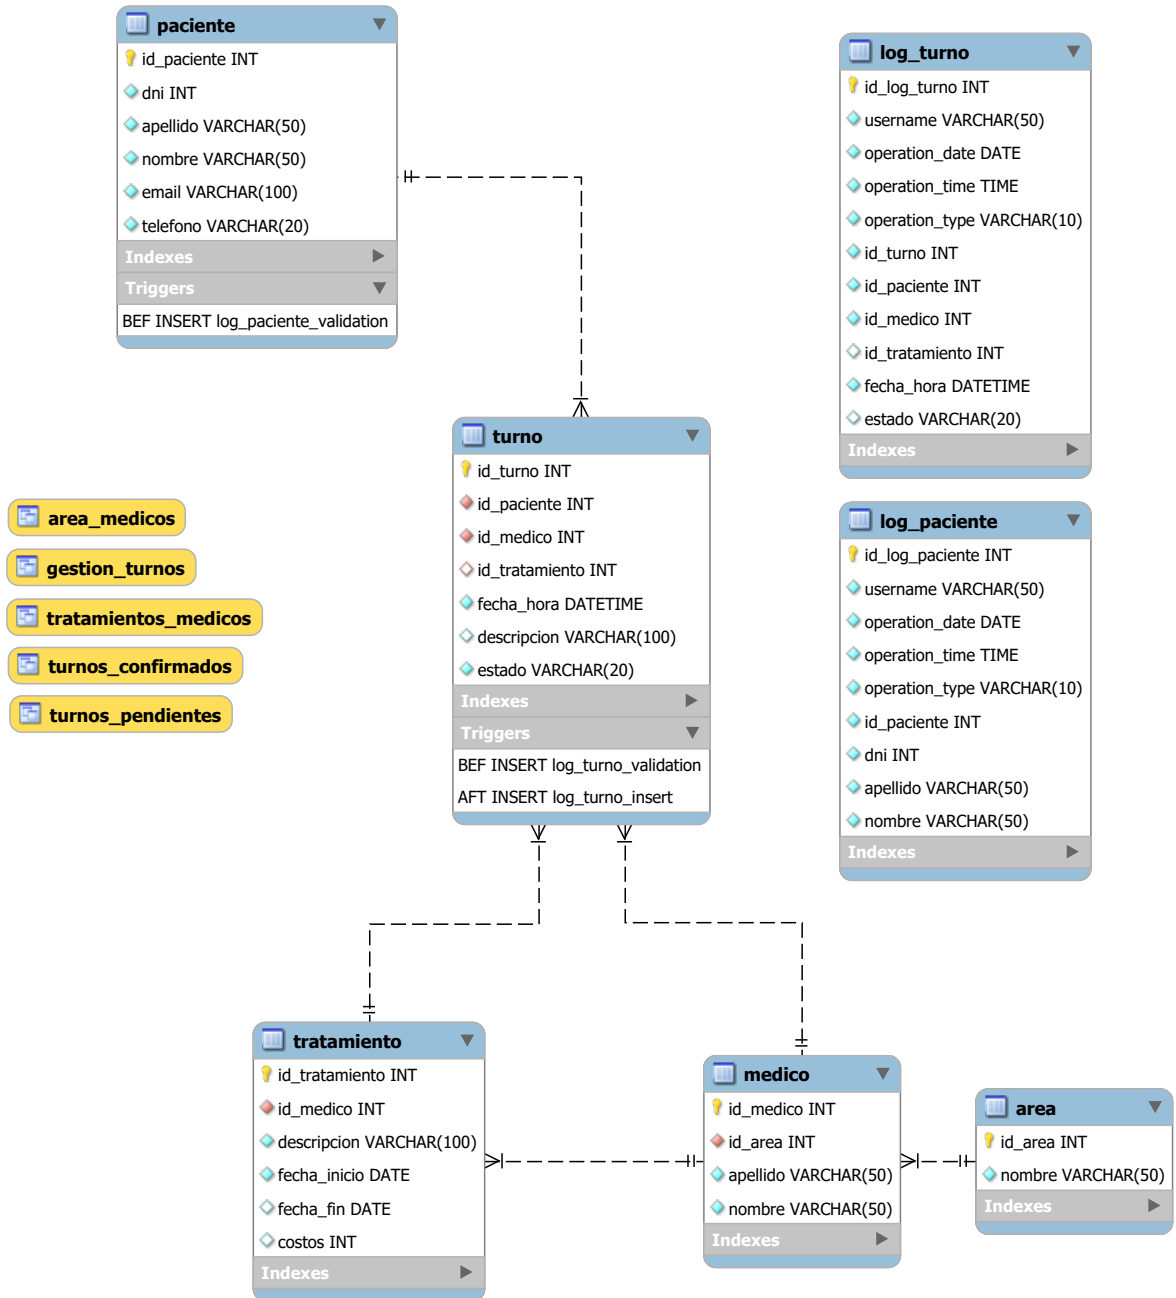 paciente
id_paciente INT
dni INT
apellido VARCHAR(50)
nombre VARCHAR(50)
email VARCHAR(100)
telefono VARCHAR(20)
Indexes
Triggers
BEF INSERT log_paciente_validation
log_turno
id_log_turno INT
username VARCHAR(50)
operation_date DATE
operation_time TIME
operation_type VARCHAR(10)
id_turno INT
id_paciente INT
id_medico INT
id_tratamiento INT
fecha_hora DATETIME
estado VARCHAR(20)
Indexes
turno
id_turno INT
id_paciente INT
id_medico INT
id_tratamiento INT
fecha_hora DATETIME
descripcion VARCHAR(100)
estado VARCHAR(20)
Indexes
Triggers
BEF INSERT log_turno_validation
AFT INSERT log_turno_insert
area_medicos
gestion_turnos
tratamientos_medicos
turnos_confirmados
turnos_pendientes
log_paciente
id_log_paciente INT
username VARCHAR(50)
operation_date DATE
operation_time TIME
operation_type VARCHAR(10)
id_paciente INT
dni INT
apellido VARCHAR(50)
nombre VARCHAR(50)
Indexes
tratamiento
id_tratamiento INT
id_medico INT
descripcion VARCHAR(100)
fecha_inicio DATE
fecha_fin DATE
costos INT
Indexes
medico
id_medico INT
id_area INT
apellido VARCHAR(50)
nombre VARCHAR(50)
Indexes
area
id_area INT
nombre VARCHAR(50)
Indexes